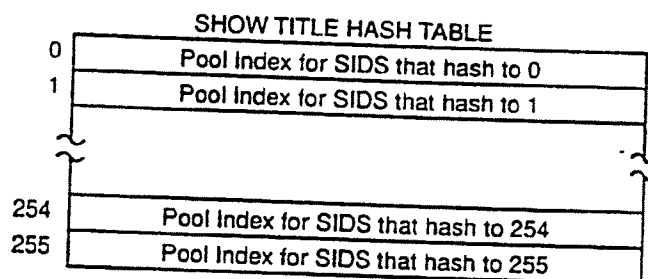 SHOW TITLE HASH TABLE
0 Pool Index for SIDS that hash to 0
1 Pool Index for SIDS that hash to 1
254 Pool Index for SIDS that hash to 254
255 Pool Index for SIDS that hash to 255